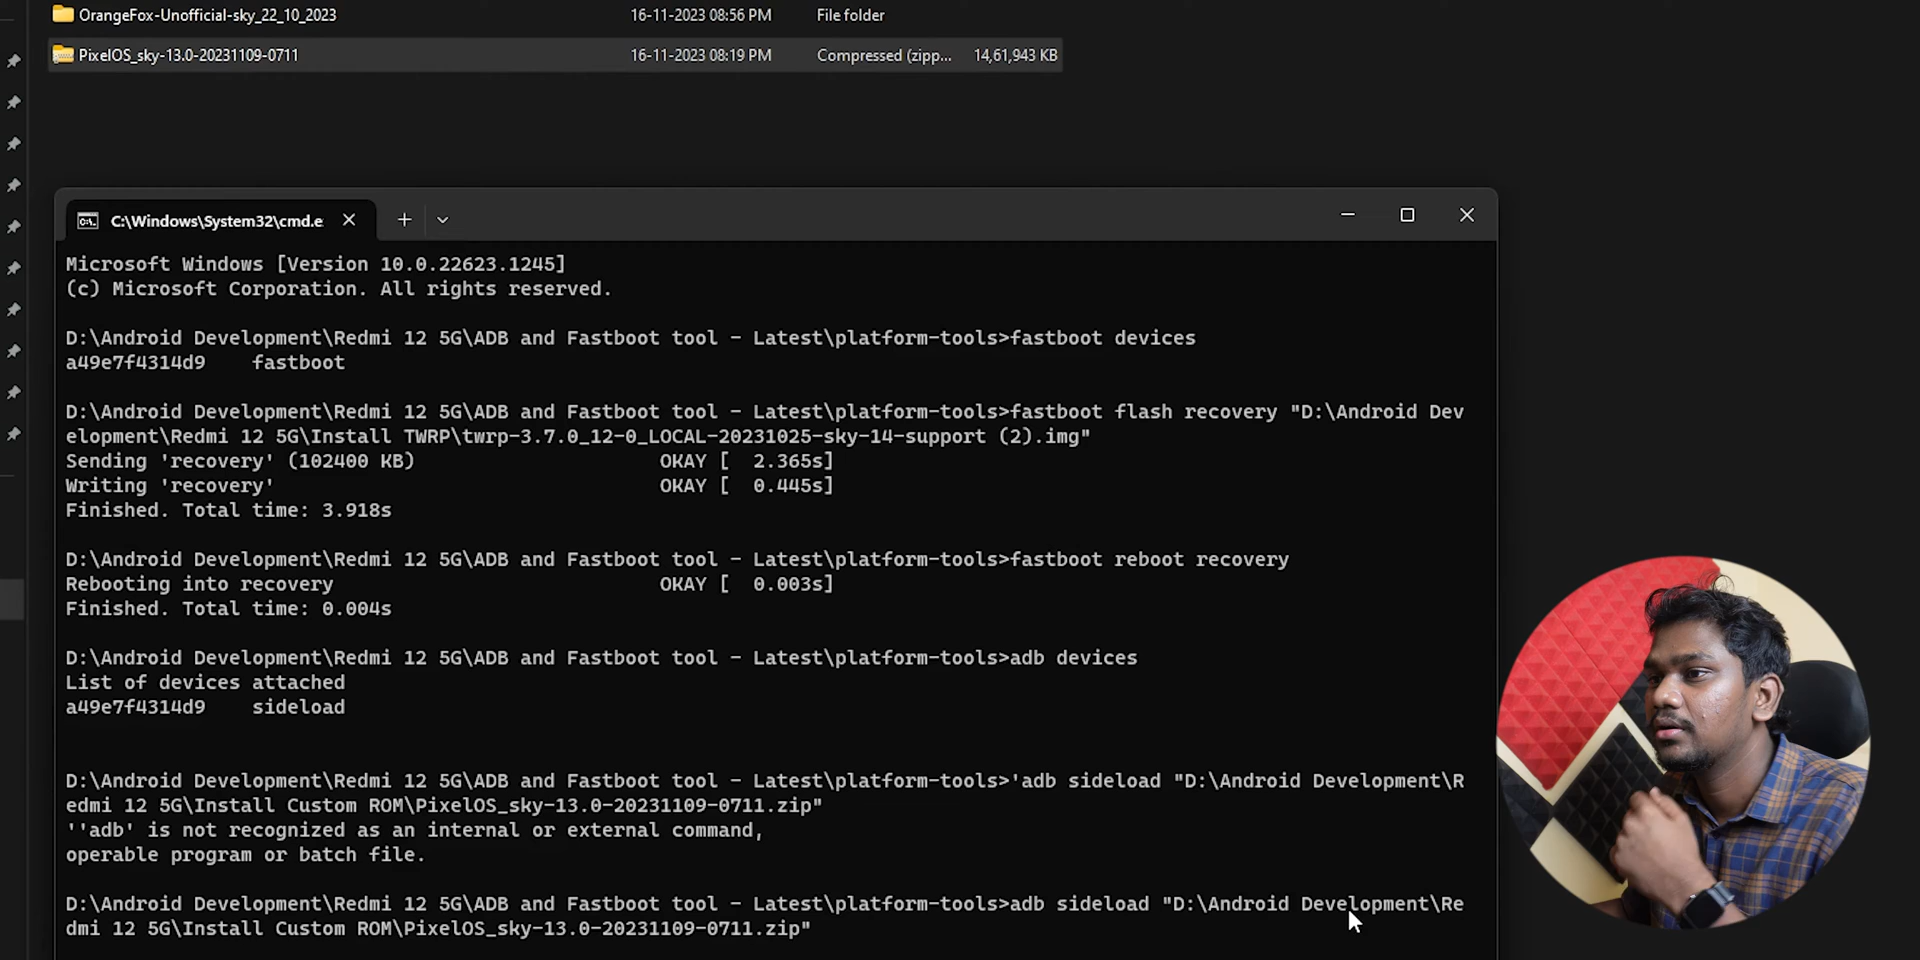 OrangeFox-Unofficial-sky_22_10_2023 16-11-2023 08:56 PM File folder
PixelOS_sky-13.0-20231109-0711 16-11-2023 08:19 PM Compressed (zipp... 14,61,943 KB
C:\Windows\System32\cmd.e
Microsoft Windows [Version 10.0.22623.1245]
(c) Microsoft Corporation. All rights reserved.
D:\Android Development\Redmi 12 5G\ADB and Fastboot tool - Latest\platform-tools>fastboot devices
a49e7f4314d9 fastboot
D:\Android Development\Redmi 12 5G\ADB and Fastboot tool - Latest\platform-tools>fastboot flash recovery "D:\Android Dev
elopment\Redmi 12 5G\Install TWRP\twrp-3.7.0_12-0_LOCAL-20231025-sky-14-support (2).img"
Sending 'recovery' (102400 KB) OKAY [ 2.365s]
Writing 'recovery' OKAY [ 0.445s]
Finished. Total time: 3.918s
D:\Android Development\Redmi 12 5G\ADB and Fastboot tool - Latest\platform-tools>fastboot reboot recovery
Rebooting into recovery OKAY [ 0.003s]
Finished. Total time: 0.004s
D:\Android Development\Redmi 12 5G\ADB and Fastboot tool - Latest\platform-tools>adb devices
List of devices attached
a49e7f4314d9 sideload
D:\Android Development\Redmi 12 5G\ADB and Fastboot tool - Latest\platform-tools>'adb sideload "D:\Android Development\R
edmi 12 5G\Install Custom ROM\PixelOS_sky-13.0-20231109-0711.zip"
''adb' is not recognized as an internal or external command,
operable program or batch file.
D:\Android Development\Redmi 12 5G\ADB and Fastboot tool - Latest\platform-tools>adb sideload "D:\Android Development\Re
dmi 12 5G\Install Custom ROM\PixelOS_sky-13.0-20231109-0711.zip"